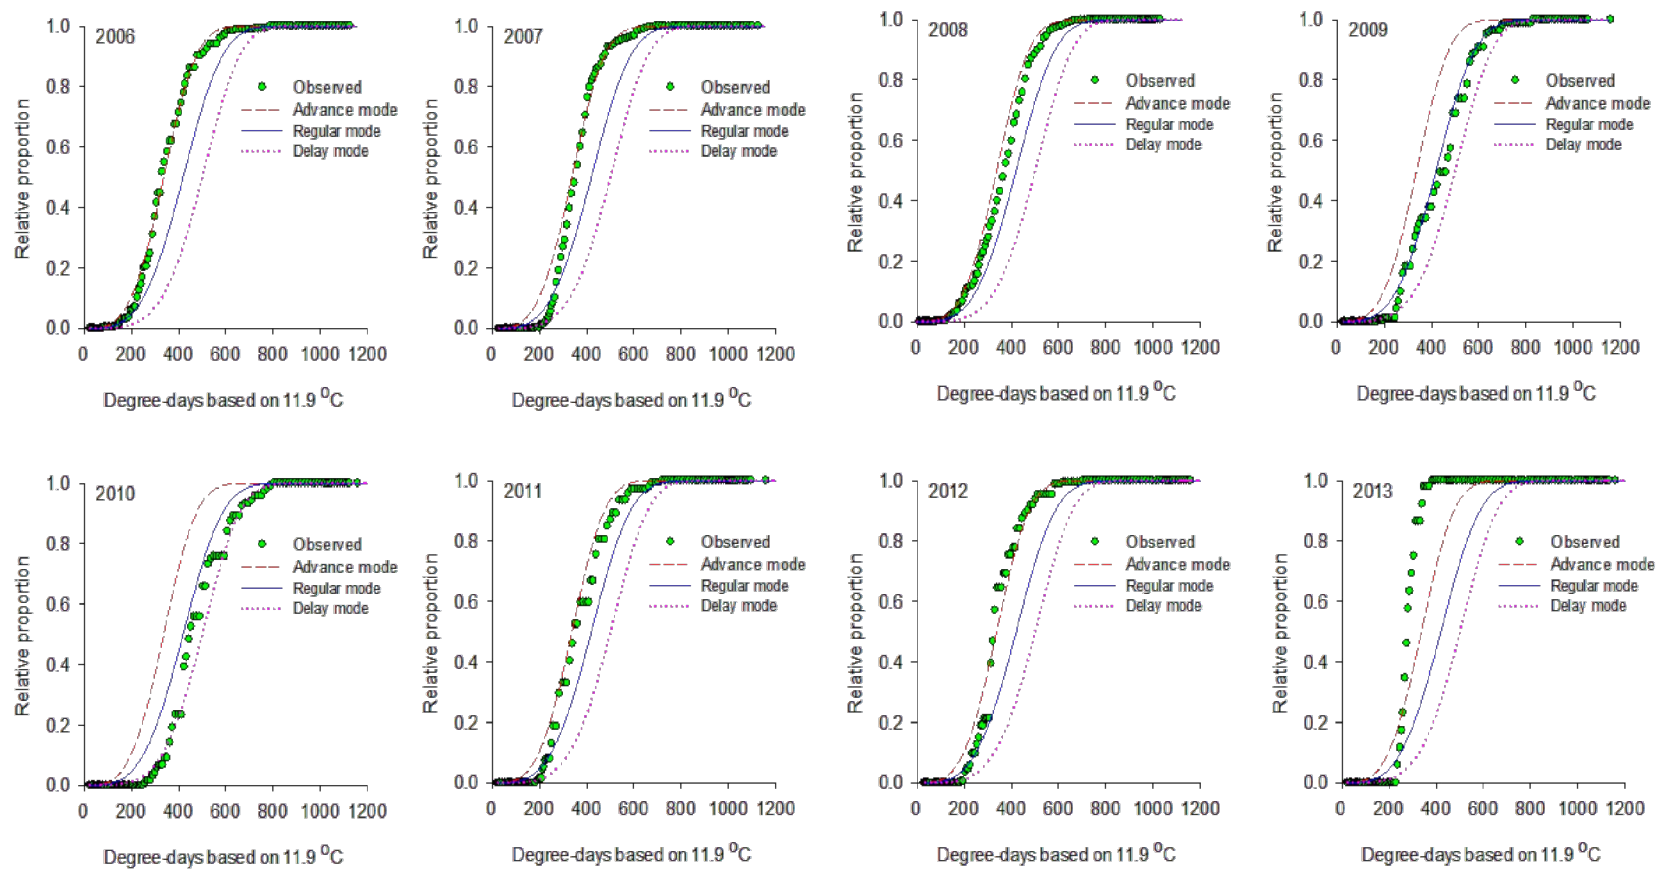 2006
1.0
0.8
0.6
0.4
0.2
0.0
Relative proportion
Observed
Advance mode
Regular mode
Delay mode
0 200 400 600 800 1000 1200
Degree-days based on 11.9 °C
2007
1.0
0.8
0.6
0.4
0.2
0.0
Relative proportion
Observed
Advance mode
Regular mode
Delay mode
0 200 400 600 800 1000 1200
Degree-days based on 11.9 °C
2008
1.0
0.8
0.6
0.4
0.2
0.0
Relative proportion
Observed
Advance mode
Regular mode
Delay mode
0 200 400 600 800 1000 1200
Degree-days based on 11.9 °C
2009
1.0
0.8
0.6
0.4
0.2
0.0
Relative proportion
Observed
Advance mode
Regular mode
Delay mode
0 200 400 600 800 1000 1200
Degree-days based on 11.9 °C
2010
1.0
0.8
0.6
0.4
0.2
0.0
Relative proportion
Observed
Advance mode
Regular mode
Delay mode
0 200 400 600 800 1000 1200
Degree-days based on 11.9 °C
2011
1.0
0.8
0.6
0.4
0.2
0.0
Relative proportion
Observed
Advance mode
Regular mode
Delay mode
0 200 400 600 800 1000 1200
Degree-days based on 11.9 °C
2012
1.0
0.8
0.6
0.4
0.2
0.0
Relative proportion
Observed
Advance mode
Regular mode
Delay mode
0 200 400 600 800 1000 1200
Degree-days based on 11.9 °C
2013
1.0
0.8
0.6
0.4
0.2
0.0
Relative proportion
Observed
Advance mode
Regular mode
Delay mode
0 200 400 600 800 1000 1200
Degree-days based on 11.9 °C